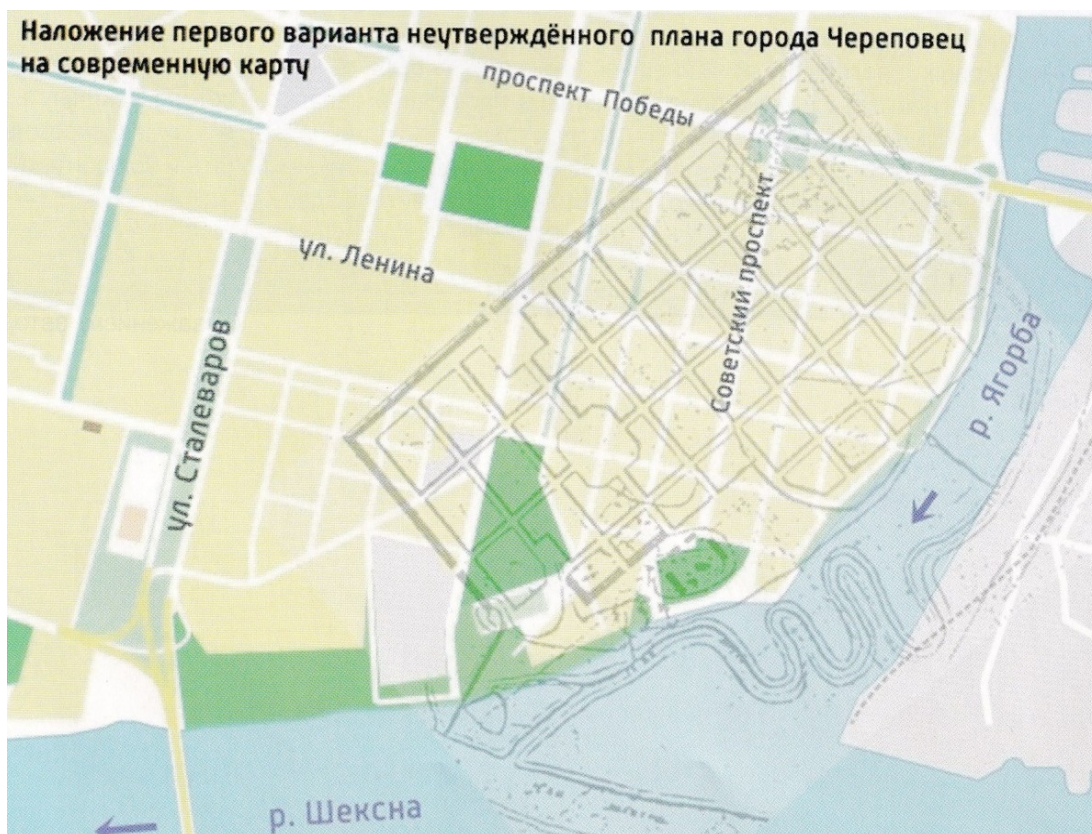 Наложение первого варианта неутверждённого плана города Череповец
на современную карту
проспект Победы
ул. Ленина
Советский проспект
ул. Сталеваров
р. Ягорба
р. Шексна